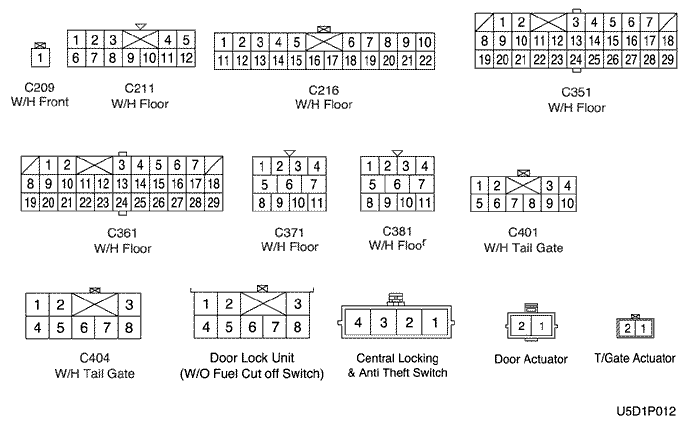 1 2 3 4 5
1 2 3 4 5 6 7 8 9 10
1 2 3 4 5 6 7
1
6 7 8 9 10 11 12
11 12 13 14 15 16 17 18 19 20 21 22
8 9 10 11 12 13 14 15 16 17 18
19 20 21 22 23 24 25 26 27 28 29
C209
W/H Front
C211
W/H Floor
C216
W/H Floor
C351
W/H Floor
1 2 3 4 5 6 7
8 9 10 11 12 13 14 15 16 17 18
19 20 21 22 23 24 25 26 27 28 29
1 2 3 4
5 6 7
8 9 10 11
1 2 3 4
5 6 7
8 9 10 11
1 2 3 4
5 6 7 8 9 10
C361
W/H Floor
C371
W/H Floor
C381
W/H Floor
C401
W/H Tail Gate
1 2 3
4 5 6 7 8
1 2 3
4 5 6 7 8
4 3 2 1
2 1
2 1
C404
W/H Tail Gate
Door Lock Unit
(W/O Fuel Cut off Switch)
Central Locking
& Anti Theft Switch
Door Actuator
T/Gate Actuator
U5D1P012